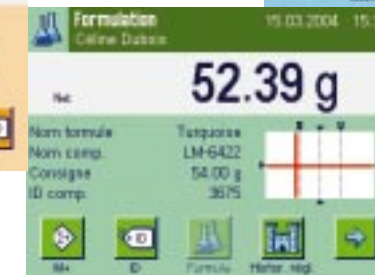 Formulation 15.03.2004 15:
Céline Dubois
Net 52.39 g
Nom formule Turquoise
Nom comp. LM-6422
Consigne 54.00 g
ID comp. 3675
M+ ID Formule Histor. régl.